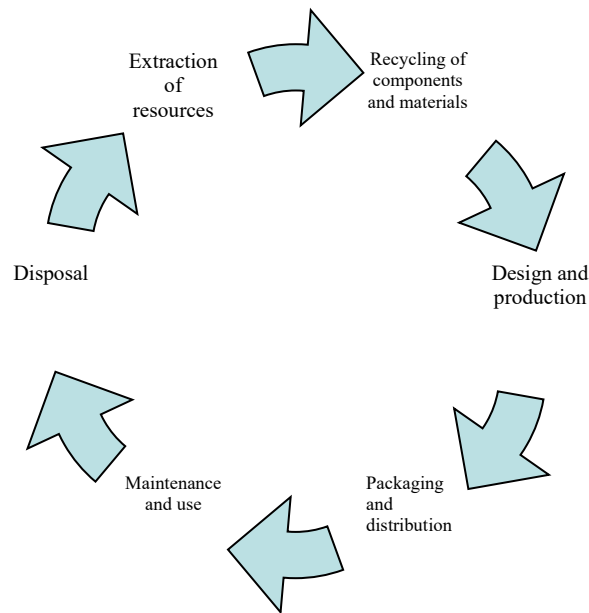 Extraction
of
resources
Recycling of
components
and materials
Design and
production
Packaging
and
distribution
Maintenance
and use
Disposal